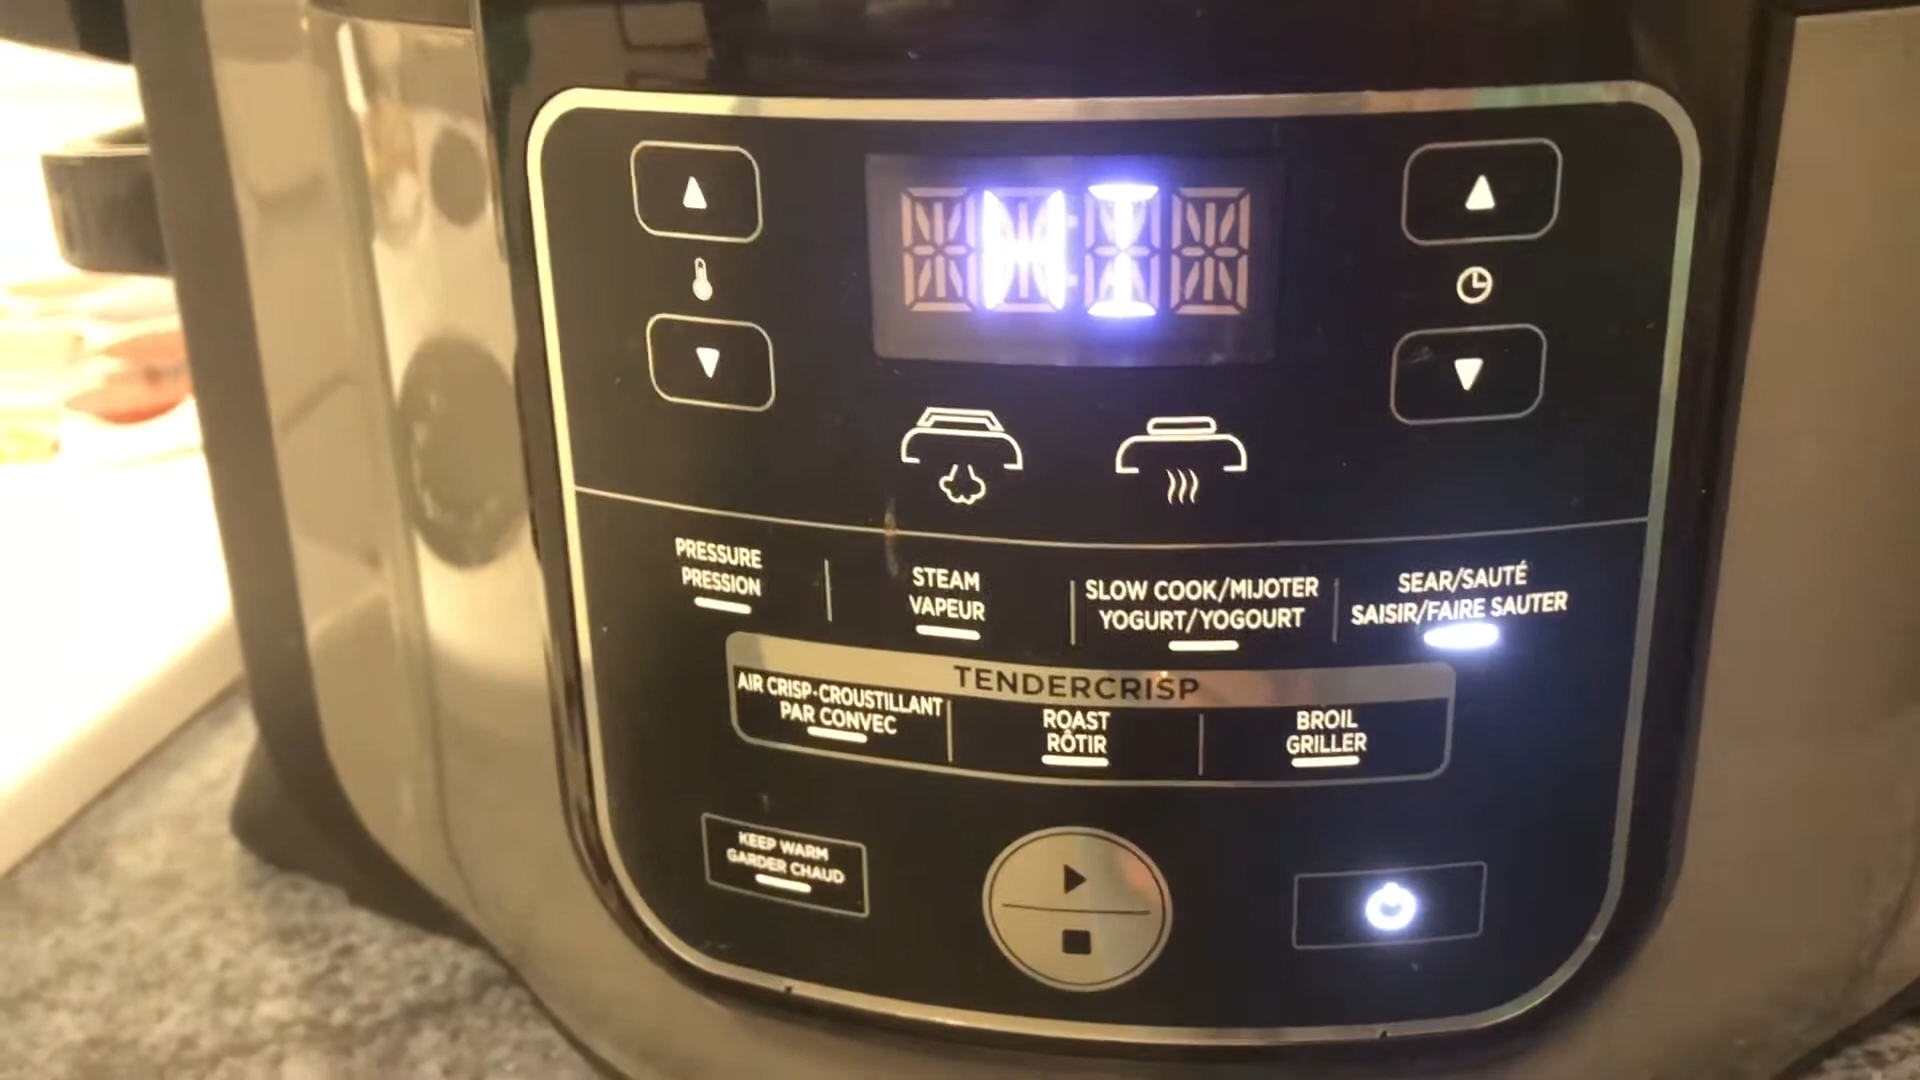 HI
PRESSURE
PRESSION
STEAM
VAPEUR
SLOW COOK/MIJOTER
YOGURT/YOGOURT
SEAR/SAUTÉ
SAISIR/FAIRE SAUTER
TENDERCRISP
AIR CRISP·CROUSTILLANT
PAR CONVEC
ROAST
RÔTIR
BROIL
GRILLER
KEEP WARM
GARDER CHAUD